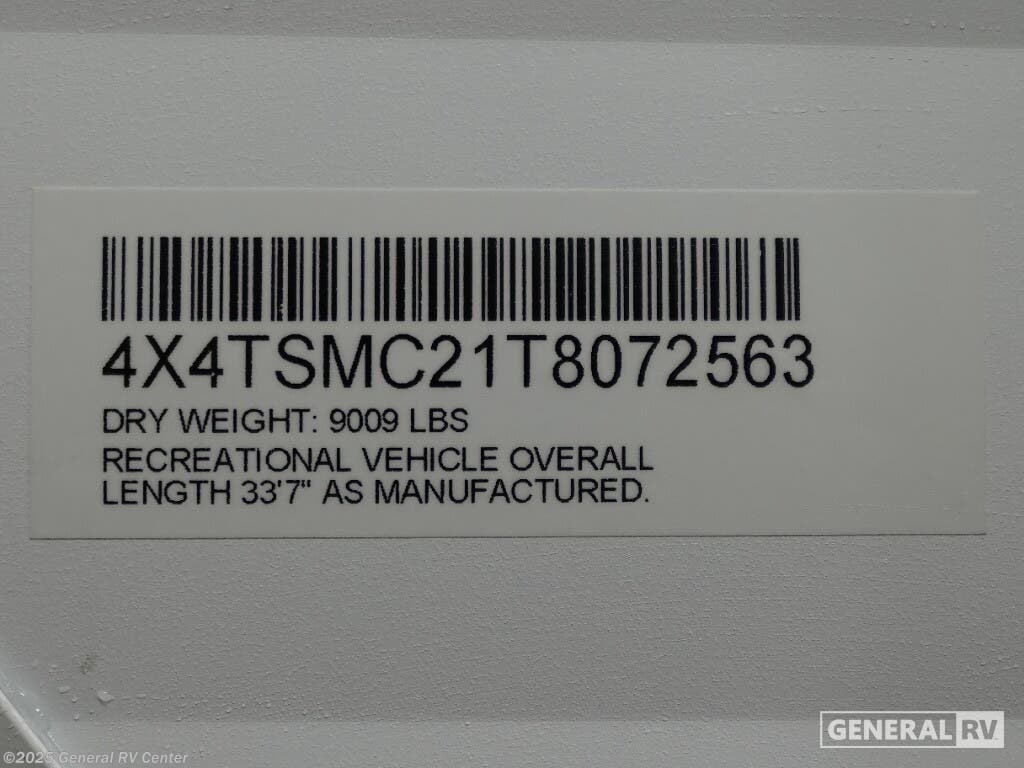 4X4TSMC21T8072563
DRY WEIGHT: 9009 LBS
RECREATIONAL VEHICLE OVERALL
LENGTH 33'7" AS MANUFACTURED.
GENERAL RV
©2025 General RV Center